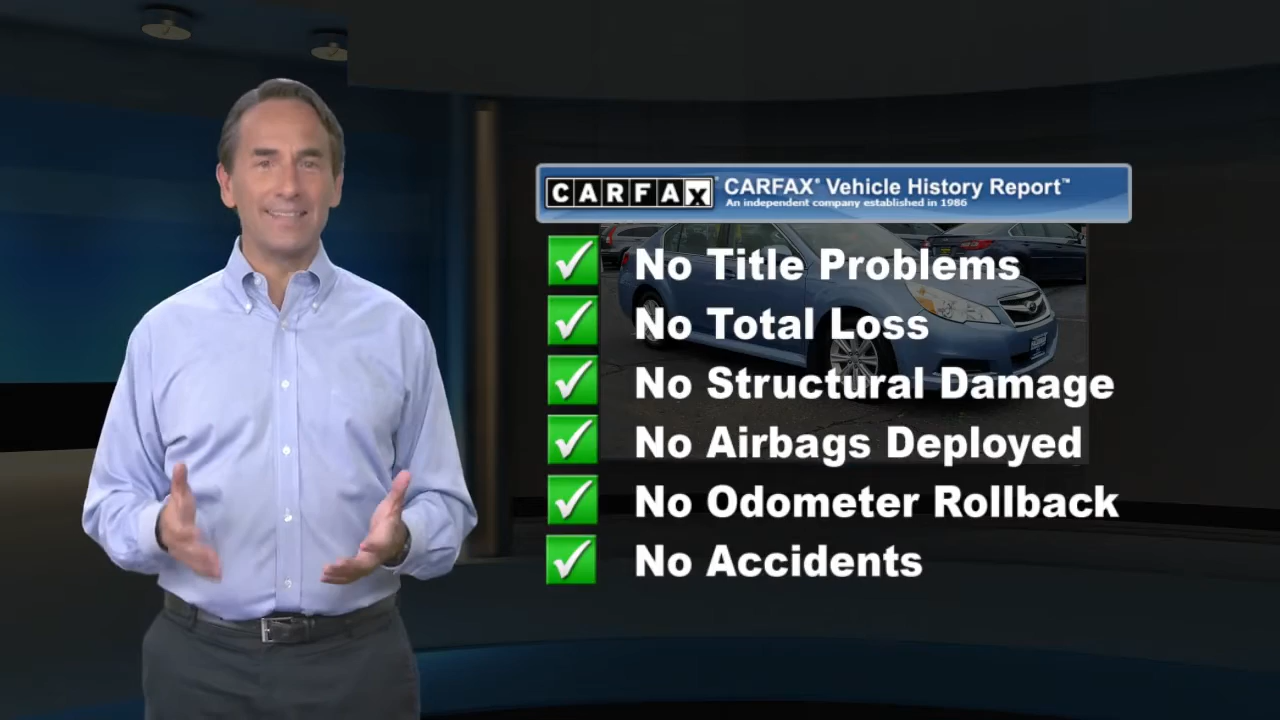 CARFAX
CARFAX® Vehicle History Report™
An independent company established in 1986
No Title Problems
No Total Loss
No Structural Damage
No Airbags Deployed
No Odometer Rollback
No Accidents